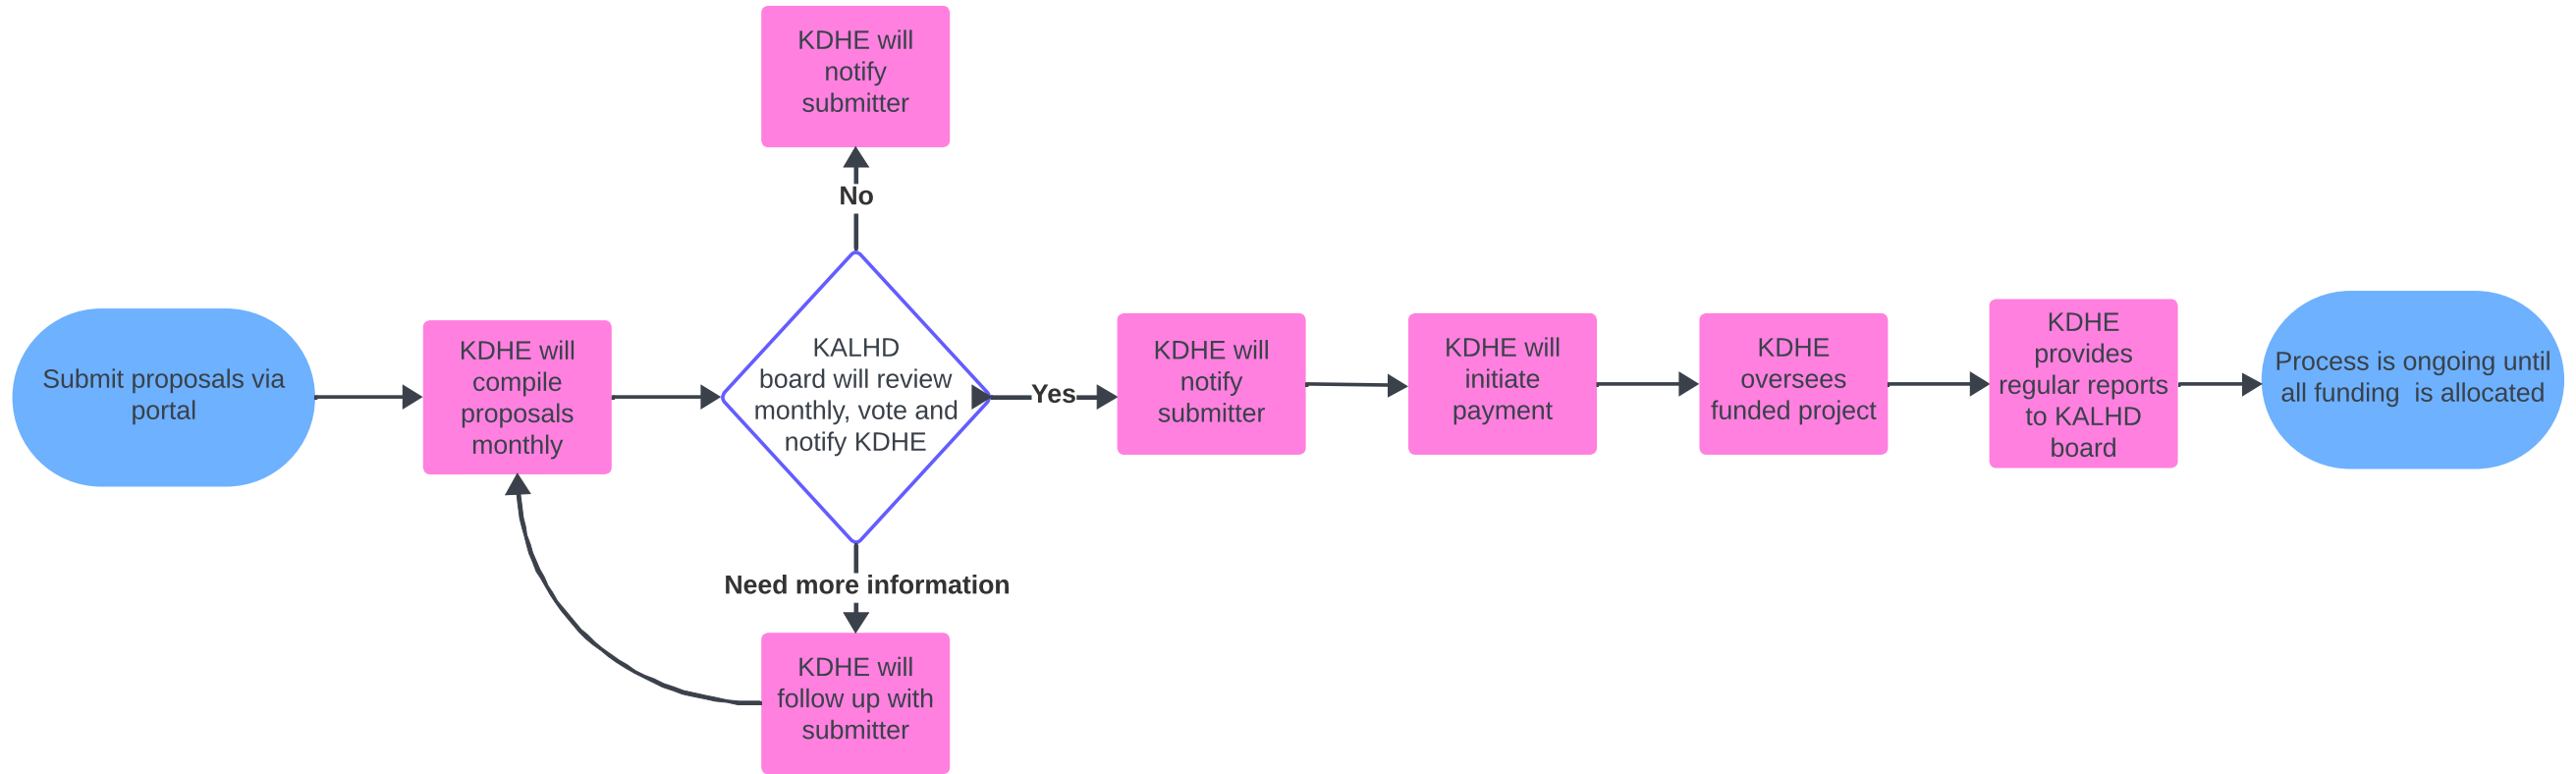 KDHE will
notify
submitter
No
Submit proposals via
portal
KDHE will
compile
proposals
monthly
KALHD
board will review
monthly, vote and
notify KDHE
Yes
KDHE will
notify
submitter
KDHE will
initiate
payment
KDHE
oversees
funded project
KDHE
provides
regular reports
to KALHD
board
Process is ongoing until
all funding  is allocated
Need more information
KDHE will
follow up with
submitter